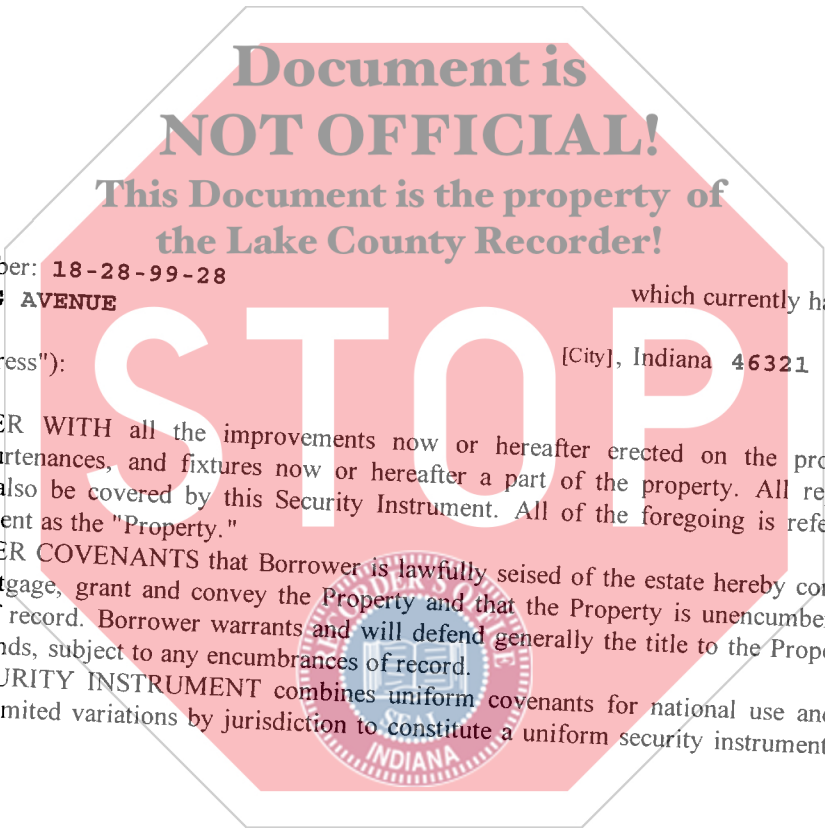 Document is
NOT OFFICIAL!
This Document is the property of
the Lake County Recorder!
ber: 18-28-99-28
AVENUE
which currently ha
ress"):
[City], Indiana 46321
STOP
ER WITH all the improvements now or hereafter erected on the pro
urtenances, and fixtures now or hereafter a part of the property. All re
also be covered by this Security Instrument. All of the foregoing is refe
ent as the "Property."
ER COVENANTS that Borrower is lawfully seised of the estate hereby con
tgage, grant and convey the Property and that the Property is unencumber
f record. Borrower warrants and will defend generally the title to the Prope
nds, subject to any encumbrances of record.
URITY INSTRUMENT combines uniform covenants for national use and
mited variations by jurisdiction to constitute a uniform security instrument
SEAL
INDIANA